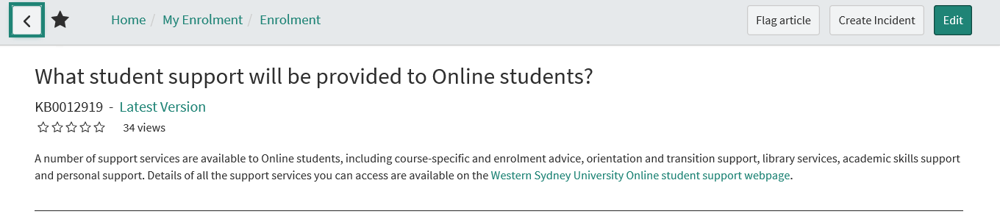 Home / My Enrolment / Enrolment
Flag article Create Incident Edit
What student support will be provided to Online students?
KB0012919 - Latest Version
34 views
A number of support services are available to Online students, including course-specific and enrolment advice, orientation and transition support, library services, academic skills support
and personal support. Details of all the support services you can access are available on the Western Sydney University Online student support webpage.